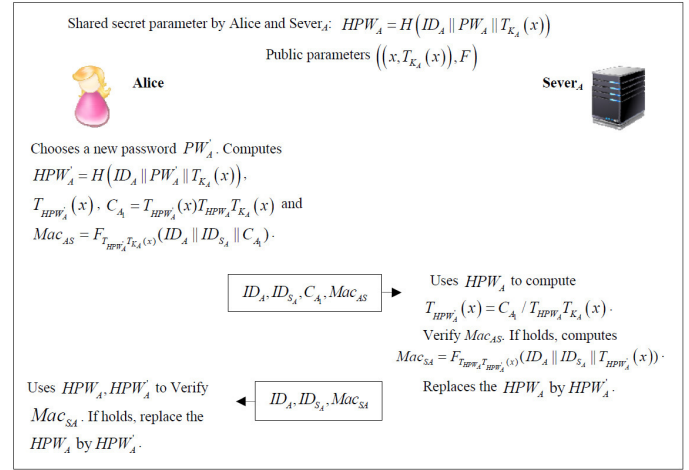 Shared secret parameter by Alice and Sever_A: HPW_A = H(ID_A || PW_A || T_{K_A}(x))
Public parameters ((x, T_{K_A}(x)), F)
Alice
Sever_A
Chooses a new password PW'_A. Computes
HPW'_A = H(ID_A || PW'_A || T_{K_A}(x)),
T_{HPW'_A}(x), C_{A_1} = T_{HPW'_A}(x)T_{HPW_A}T_{K_A}(x) and
Mac_{AS} = F_{T_{HPW'_A}T_{K_A}(x)}(ID_A || ID_{S_A} || C_{A_1}).
ID_A, ID_{S_A}, C_{A_1}, Mac_{AS}
Uses HPW_A to compute
T_{HPW'_A}(x) = C_{A_1} / T_{HPW_A}T_{K_A}(x).
Verify Mac_{AS}. If holds, computes
Mac_{SA} = F_{T_{HPW_A}T_{HPW'_A}(x)}(ID_A || ID_{S_A} || T_{HPW'_A}(x)).
Replaces the HPW_A by HPW'_A.
ID_A, ID_{S_A}, Mac_{SA}
Uses HPW_A, HPW'_A to Verify
Mac_{SA}. If holds, replace the
HPW_A by HPW'_A.